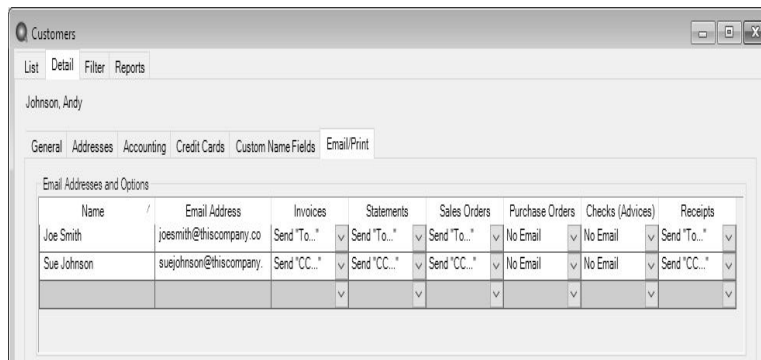 Customers
List Detail Filter Reports
Johnson, Andy
General Addresses Accounting Credit Cards Custom Name Fields Email/Print
Email Addresses and Options
Name / Email Address Invoices Statements Sales Orders Purchase Orders Checks (Advices) Receipts
Joe Smith joesmith@thiscompany.co Send "To..." Send "To..." Send "To..." No Email No Email Send "To..."
Sue Johnson suejohnson@thiscompany. Send "CC..." Send "CC..." Send "CC..." No Email No Email Send "CC..."